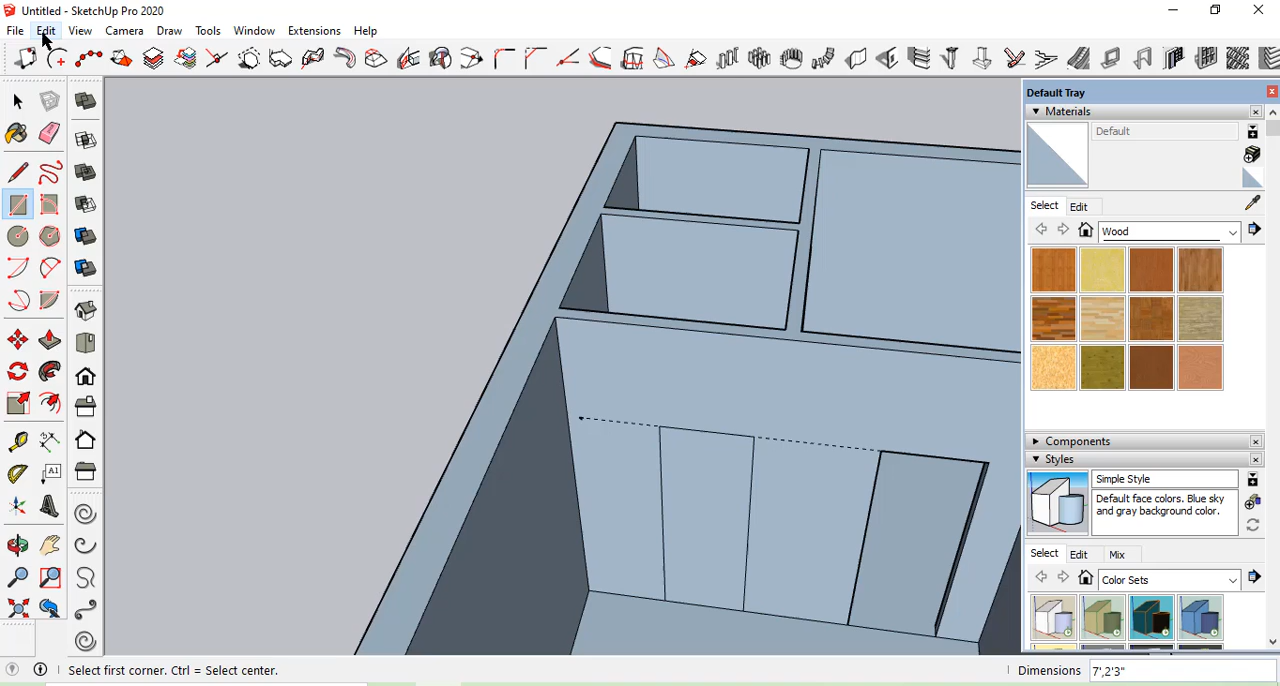 Untitled - SketchUp Pro 2020
File Edit View Camera Draw Tools Window Extensions Help
Default Tray
Materials
Default
Select Edit
Wood
Components
Styles
Simple Style
Default face colors. Blue sky and gray background color.
Select Edit Mix
Color Sets
A1
Select first corner. Ctrl = Select center.
Dimensions 7',2'3"